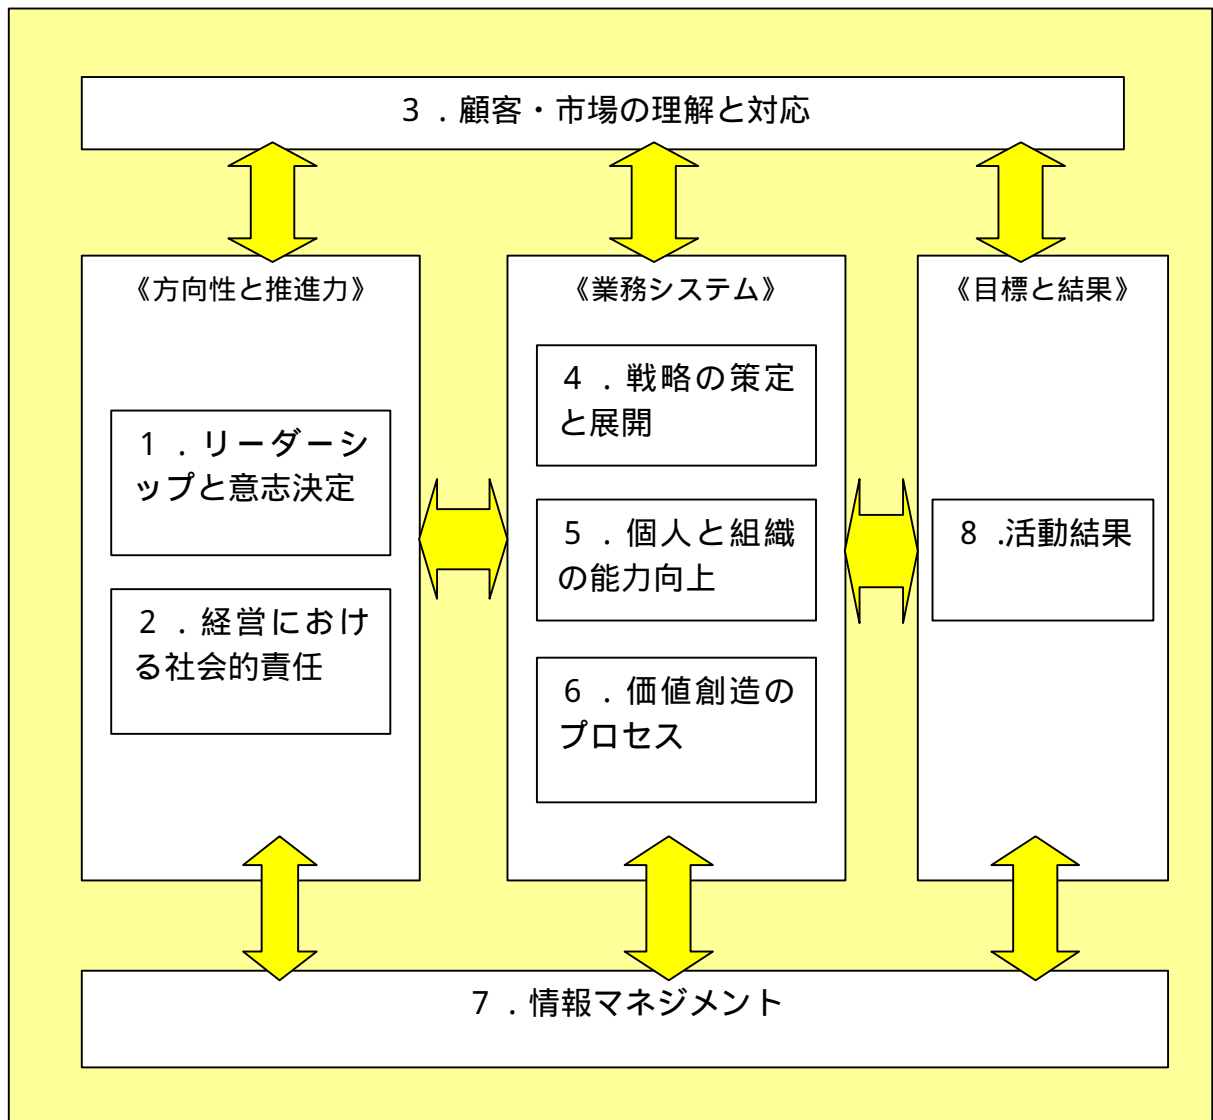 3 . 顧客・市場の理解と対応
《方向性と推進力》
1 . リーダーシ
ップと意志決定
2 . 経営におけ
る社会的責任
《業務システム》
4 . 戦略の策定
と展開
5 . 個人と組織
の能力向上
6 . 価値創造の
プロセス
《目標と結果》
8 .活動結果
7 . 情報マネジメント